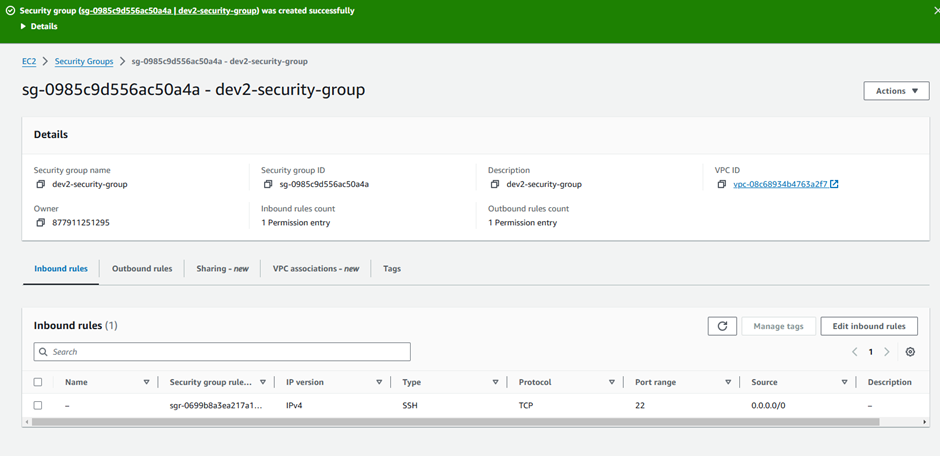 Security group (sg-0985c9d556ac50a4a | dev2-security-group) was created successfully
Details
EC2 Security Groups sg-0985c9d556ac50a4a - dev2-security-group
sg-0985c9d556ac50a4a - dev2-security-group
Actions
Details
Security group name Security group ID Description VPC ID
dev2-security-group sg-0985c9d556ac50a4a dev2-security-group vpc-08c68934b4763a2f7
Owner Inbound rules count Outbound rules count
877911251295 1 Permission entry 1 Permission entry
Inbound rules Outbound rules Sharing - new VPC associations - new Tags
Inbound rules (1) Manage tags Edit inbound rules
Search 1
Name Security group rule... IP version Type Protocol Port range Source Description
– sgr-0699b8a3ea217a1... IPv4 SSH TCP 22 0.0.0.0/0 –